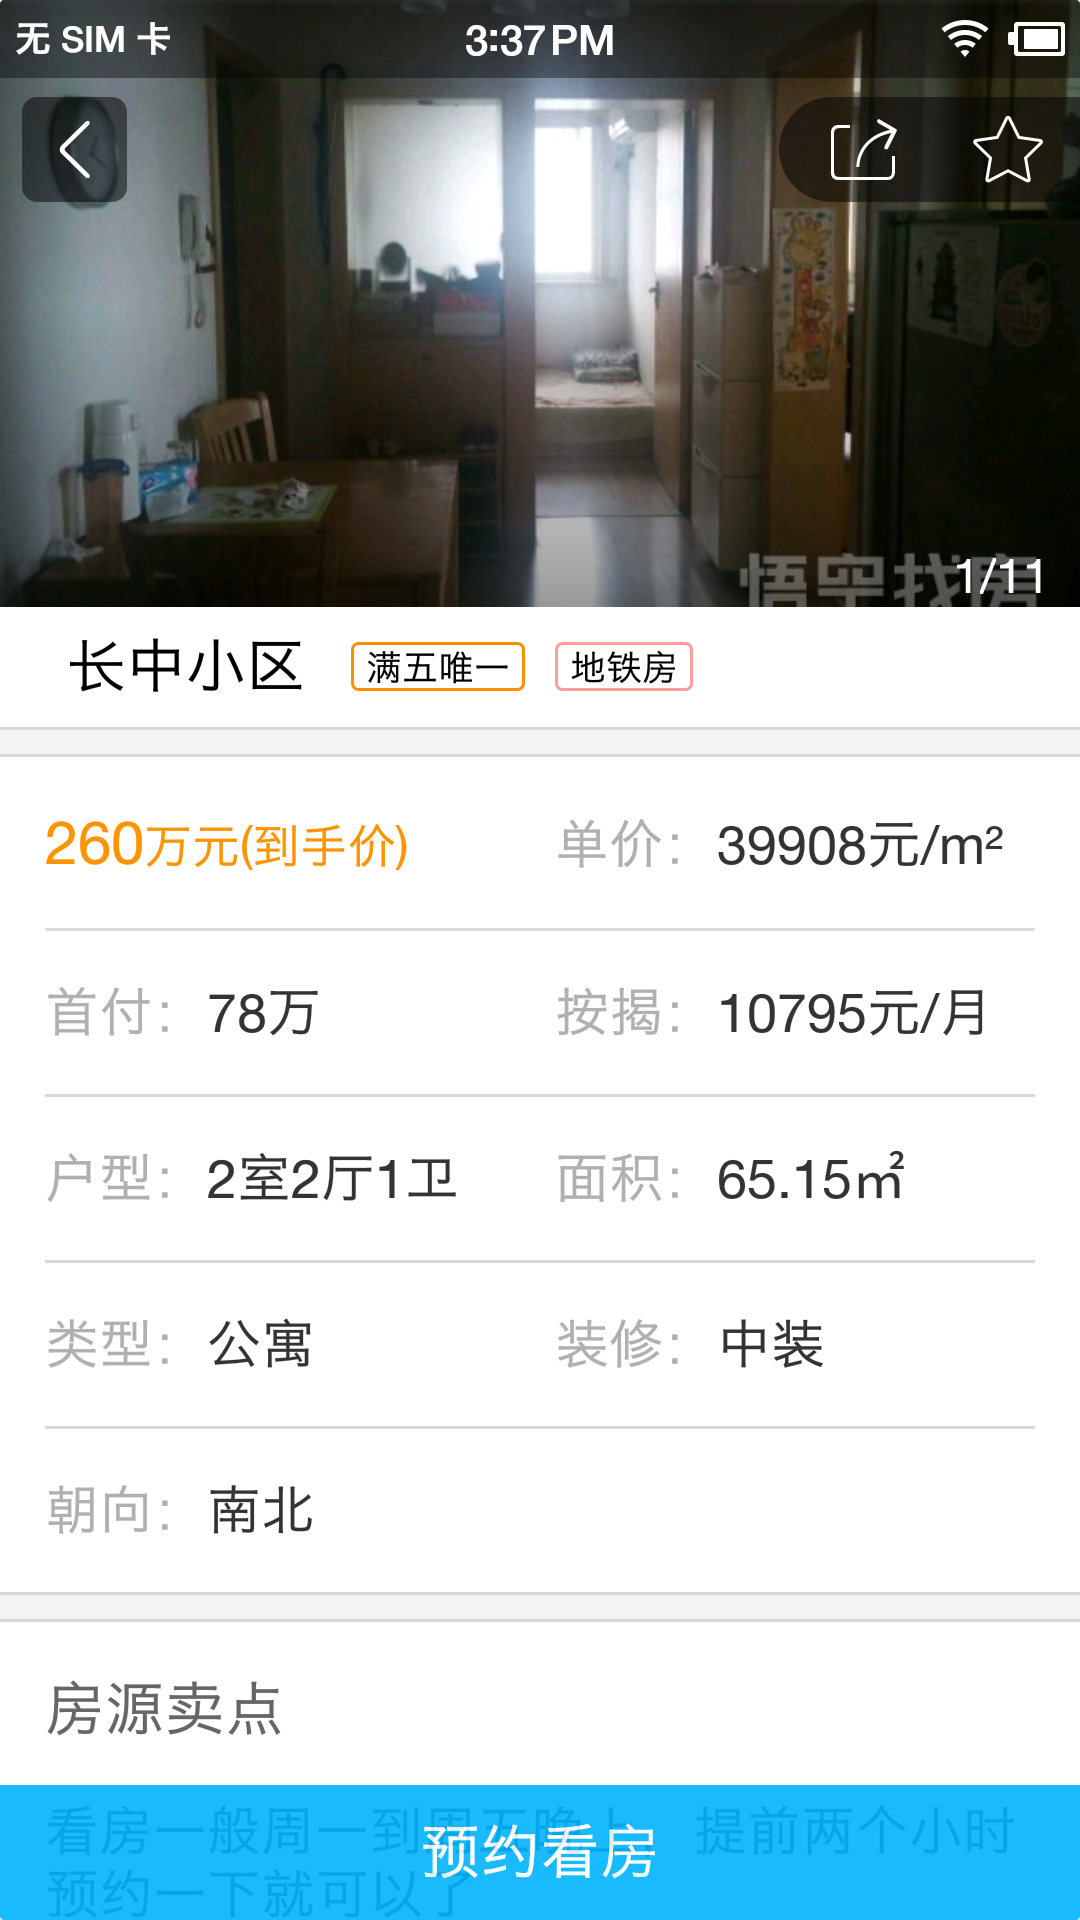 无 SIM 卡
3:37 PM
悟空找房
1/11
长中小区
满五唯一
地铁房
260万元(到手价)
单价: 39908元/m²
首付: 78万
按揭: 10795元/月
户型: 2室2厅1卫
面积: 65.15㎡
类型: 公寓
装修: 中装
朝向: 南北
房源卖点
看房一般周一到周五晚上 提前两个小时
预约一下就可以了
预约看房